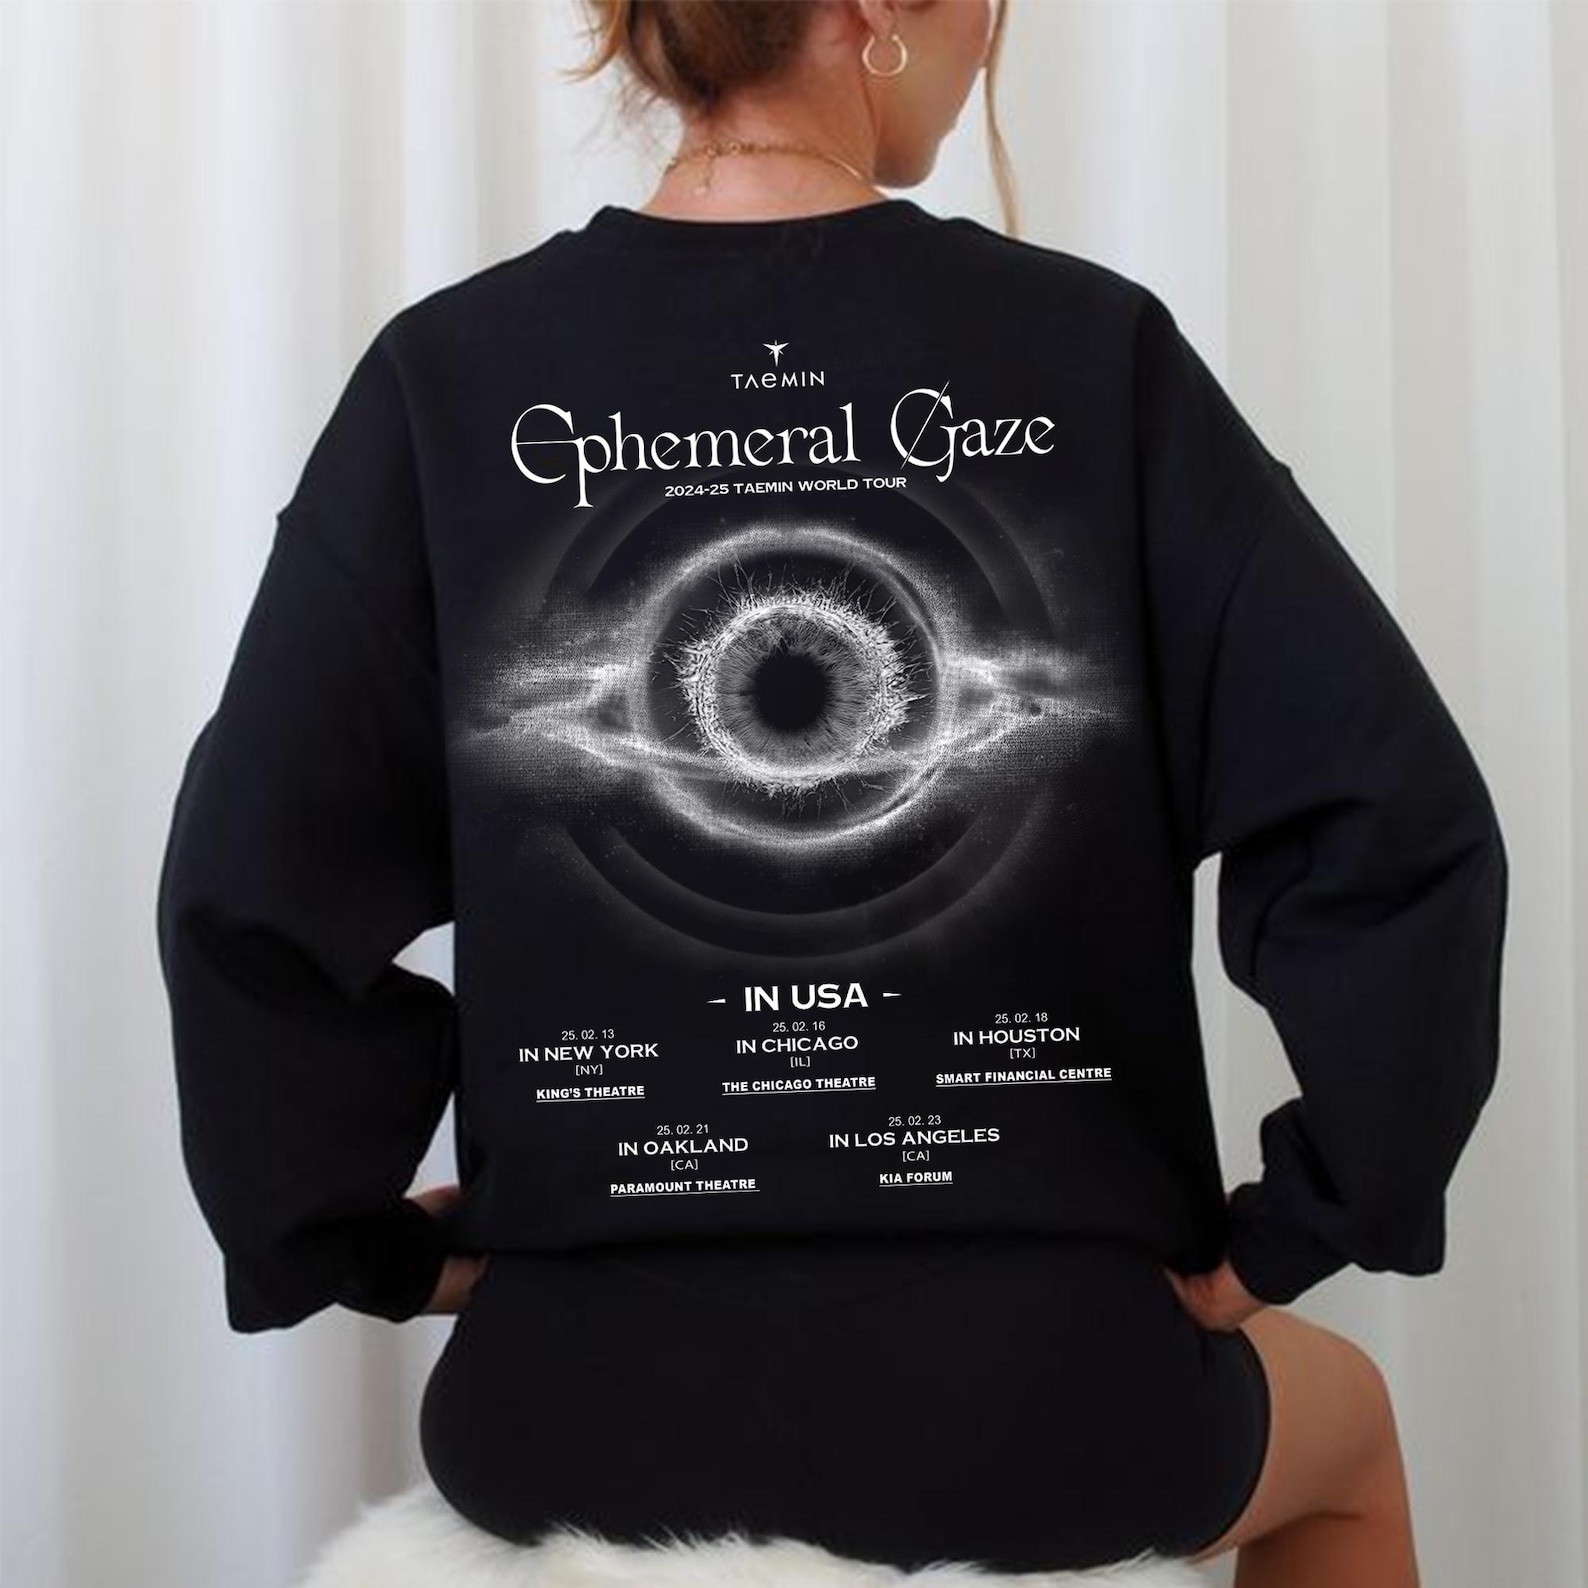 TAEMIN
Ephemeral Gaze
2024-25 TAEMIN WORLD TOUR
- IN USA -
25. 02. 13
IN NEW YORK
[NY]
KING'S THEATRE
25. 02. 16
IN CHICAGO
[IL]
THE CHICAGO THEATRE
25. 02. 18
IN HOUSTON
[TX]
SMART FINANCIAL CENTRE
25. 02. 21
IN OAKLAND
[CA]
PARAMOUNT THEATRE
25. 02. 23
IN LOS ANGELES
[CA]
KIA FORUM